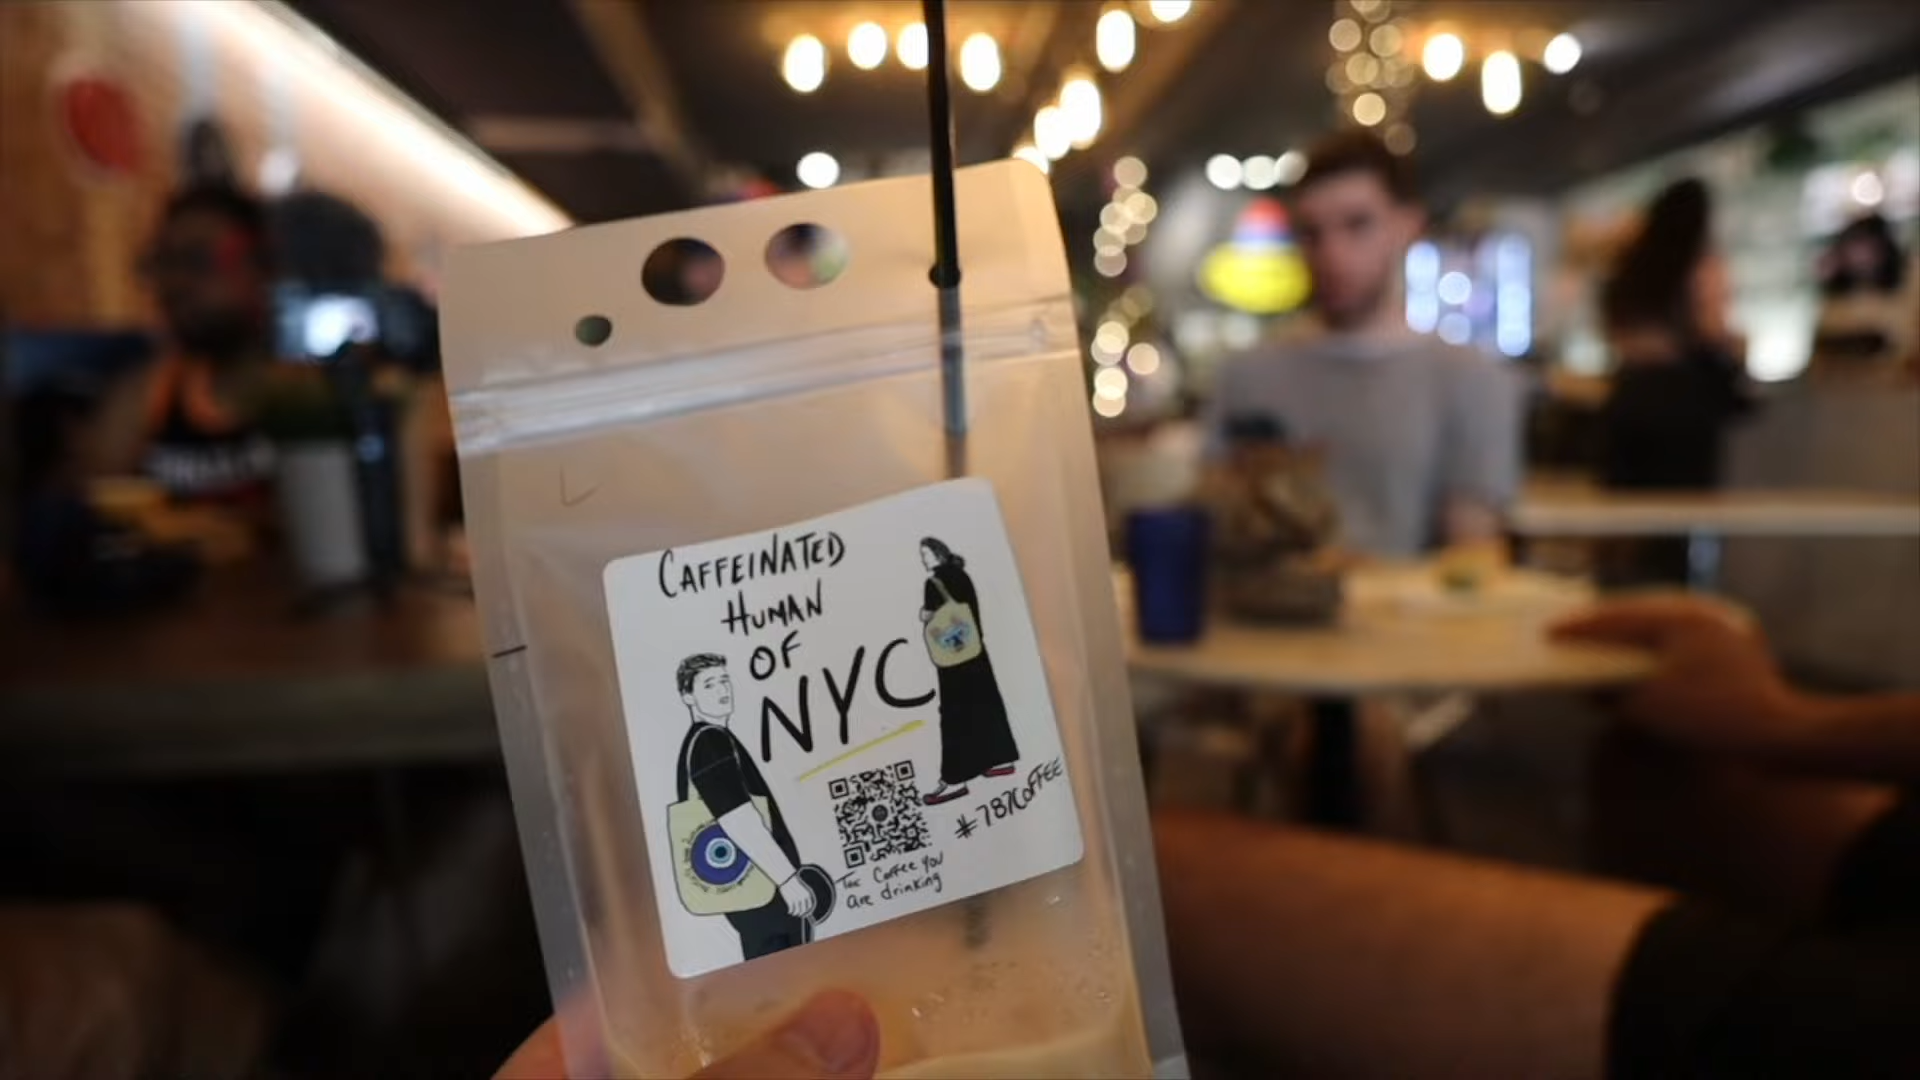 CAFFEINATED
HUMAN
OF
NYC
#787COFFEE
The Coffee you
are drinking